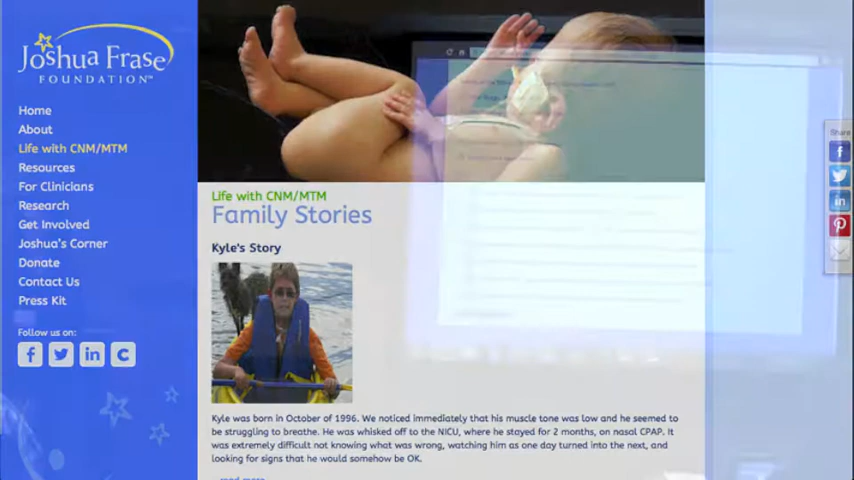 Joshua Frase
FOUNDATION™
Home
About
Life with CNM/MTM
Resources
For Clinicians
Research
Get Involved
Joshua's Corner
Donate
Contact Us
Press Kit
Follow us on:
Life with CNM/MTM
Family Stories
Kyle's Story
Kyle was born in October of 1996. We noticed immediately that his muscle tone was low and he seemed to
be struggling to breathe. He was whisked off to the NICU, where he stayed for 2 months, on nasal CPAP. It
was extremely difficult not knowing what was wrong, watching him as one day turned into the next, and
looking for signs that he would somehow be OK.
read more
Share